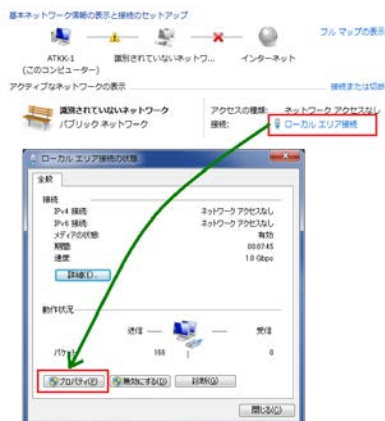 基本ネットワーク情報の表示と接続のセットアップ
フル マップの表示
ATKK-1
(このコンピューター)
識別されていないネットワ...
インターネット
アクティブなネットワークの表示
接続または切断
識別されていないネットワーク
パブリック ネットワーク
アクセスの種類: ネットワーク アクセスなし
接続: ローカル エリア接続
ローカル エリア接続の状態
全般
接続
IPv4 接続: ネットワーク アクセスなし
IPv6 接続: ネットワーク アクセスなし
メディアの状態: 有効
期間: 00:07:45
速度: 1.0 Gbps
詳細(E)...
動作状況
送信
受信
パケット: 166 0
プロパティ(P)
無効にする(D)
診断(G)
閉じる(C)